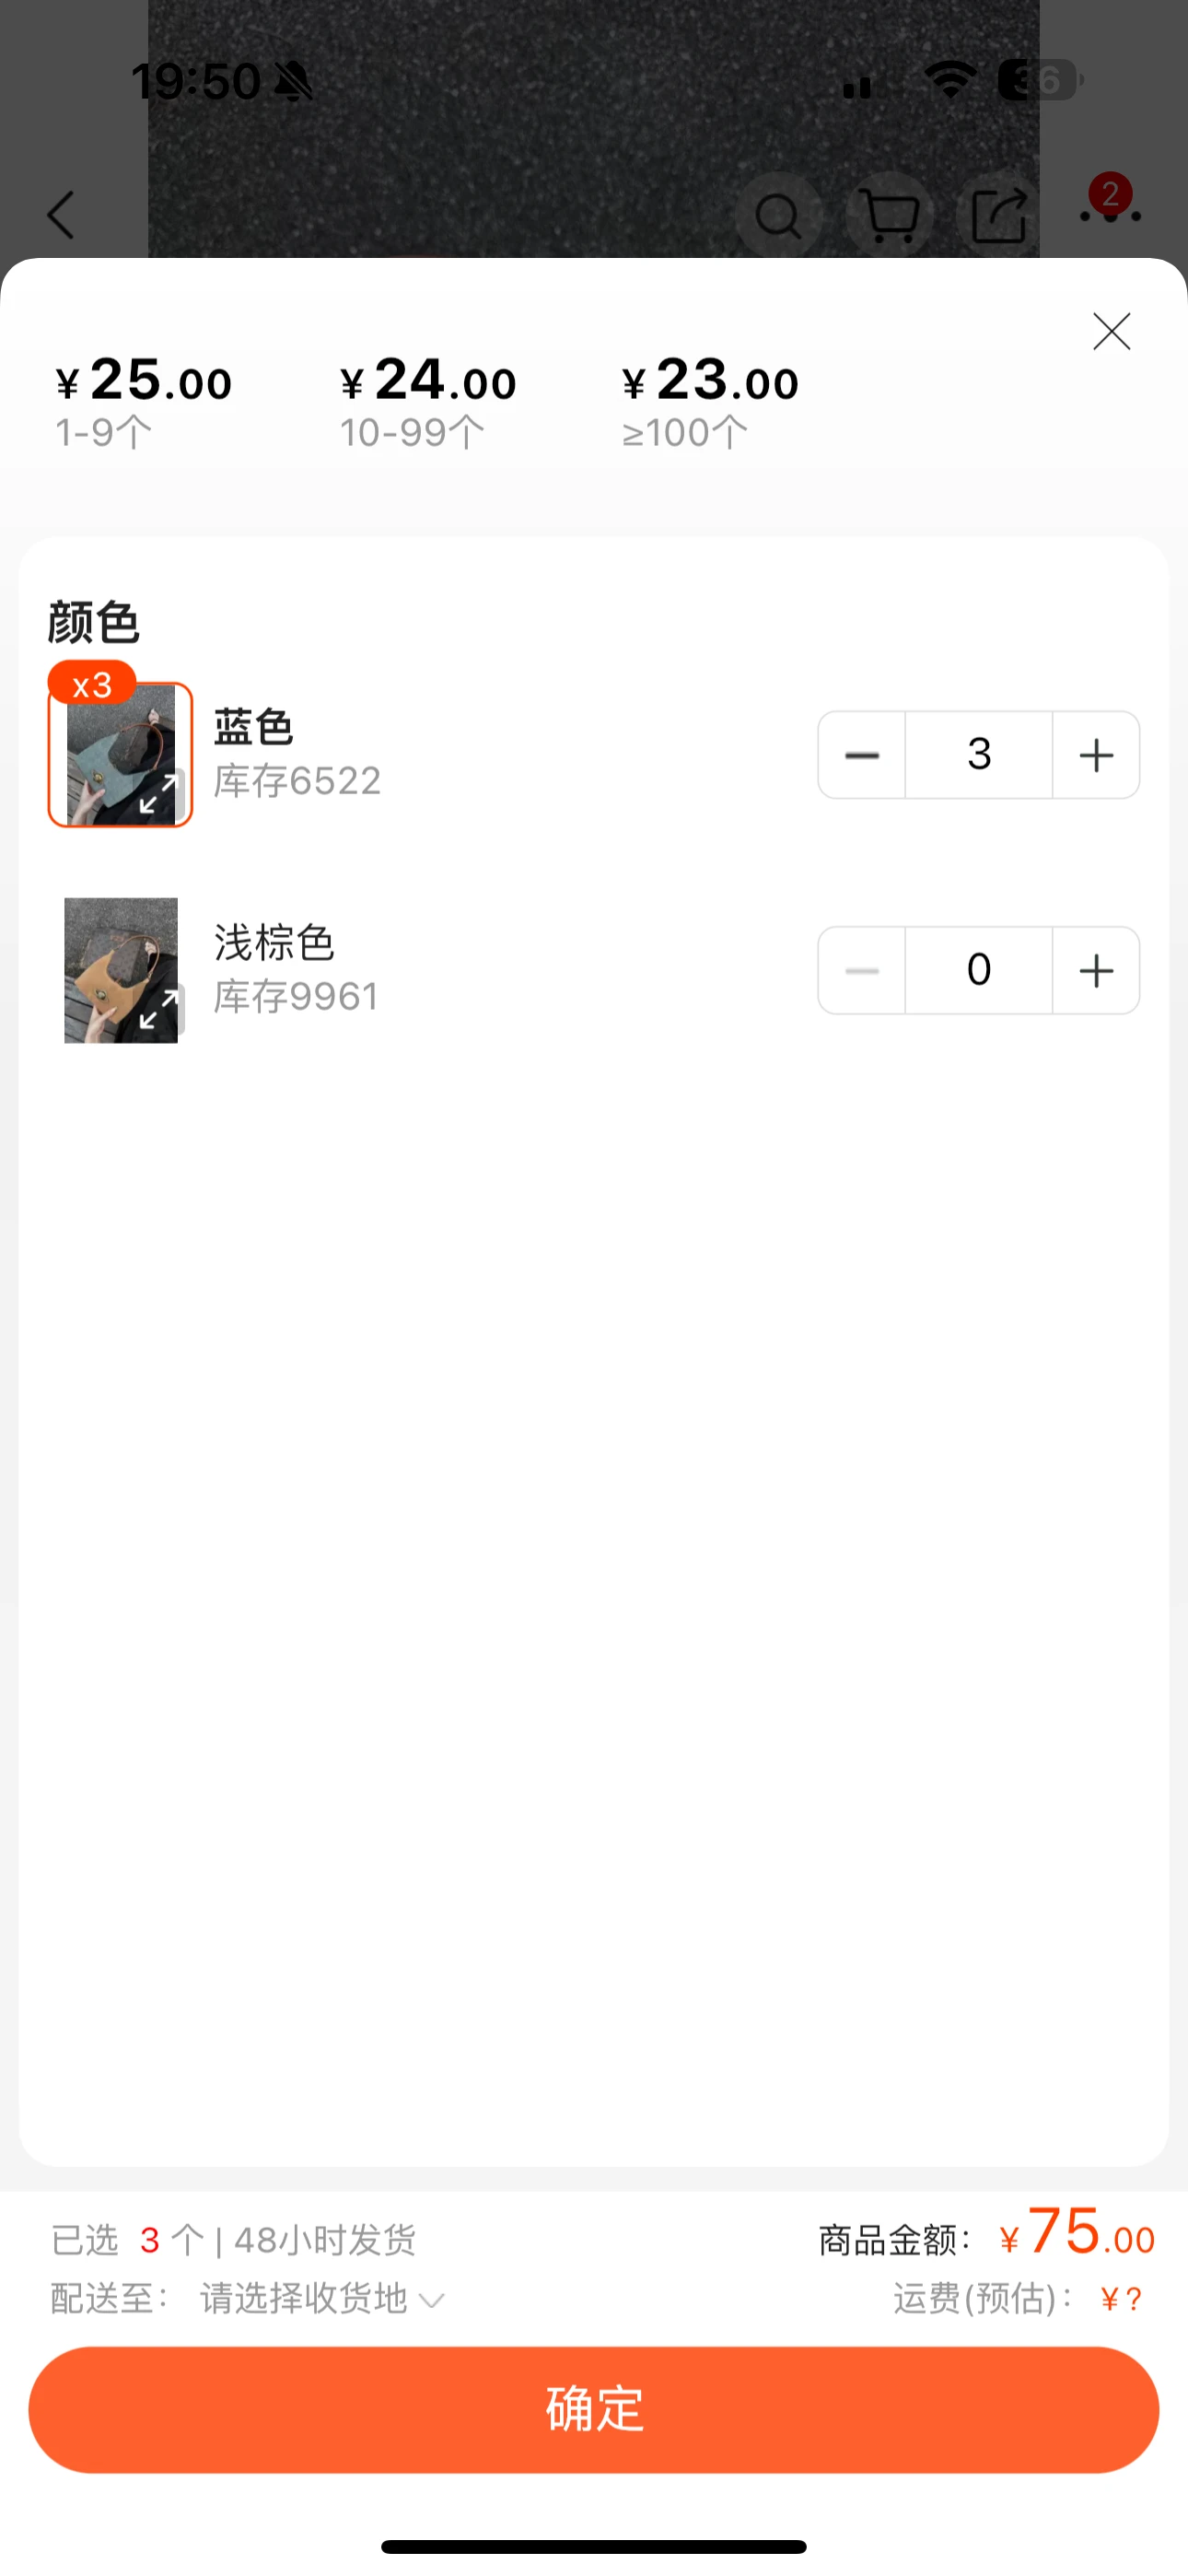 19:50
36
2
¥25.00 ¥24.00 ¥23.00
1-9个 10-99个 ≥100个
颜色
x3
蓝色
库存6522
3
浅棕色
库存9961
0
已选 3 个 | 48小时发货
商品金额: ¥75.00
配送至: 请选择收货地
运费(预估): ¥?
确定